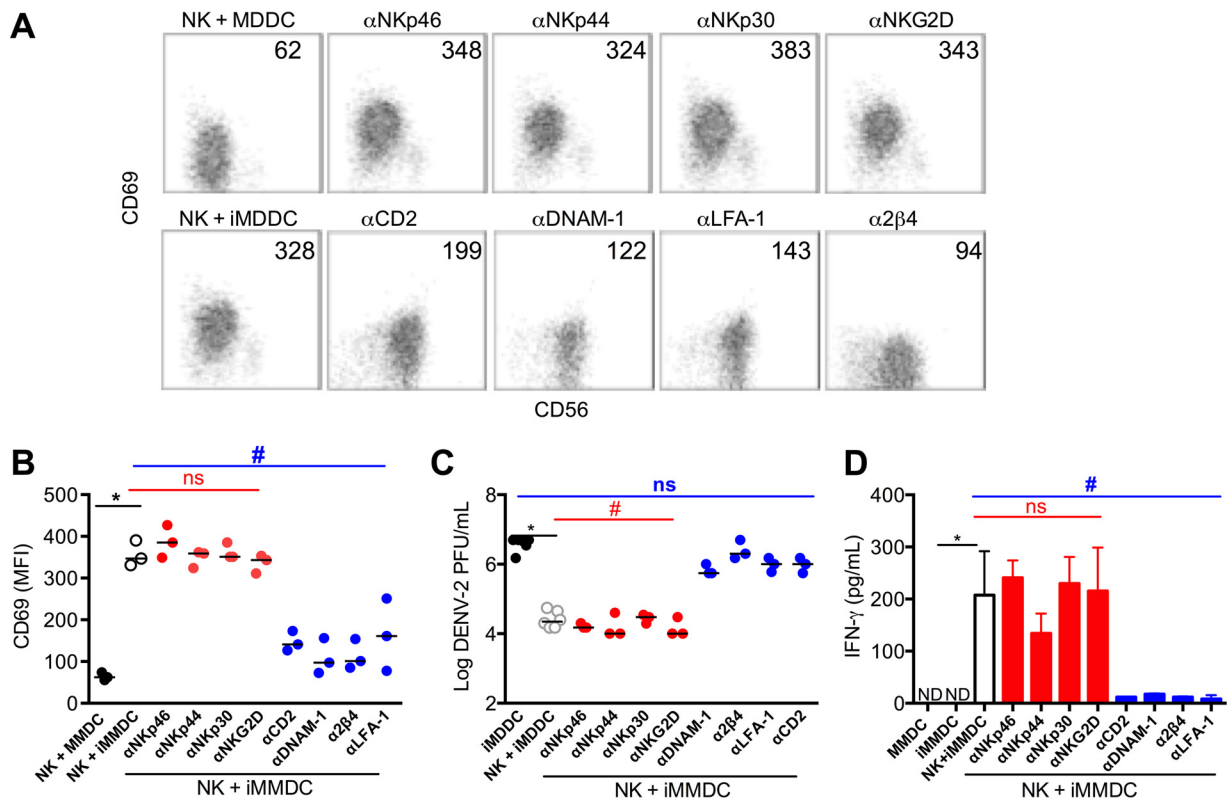 A
NK + MDDC αNKp46 αNKp44 αNKp30 αNKG2D
62 348 324 383 343
CD69
NK + iMDDC αCD2 αDNAM-1 αLFA-1 α2β4
328 199 122 143 94
CD56
B
#
ns
*
CD69 (MFI)
500
400
300
200
100
0
NK + MMDC
NK + iMMDC
αNKp46
αNKp44
αNKp30
αNKG2D
αCD2
αDNAM-1
α2β4
αLFA-1
NK + iMMDC
C
ns
#
*
Log DENV-2 PFU/mL
8
6
4
2
iMDDC
NK + iMDDC
αNKp46
αNKp44
αNKp30
αNKG2D
αDNAM-1
α2β4
αLFA-1
αCD2
NK + iMMDC
D
#
ns
*
IFN-γ (pg/mL)
400
300
200
100
0
ND ND
MMDC
iMMDC
NK+iMMDC
αNKp46
αNKp44
αNKp30
αNKG2D
αCD2
αDNAM-1
α2β4
αLFA-1
NK + iMMDC